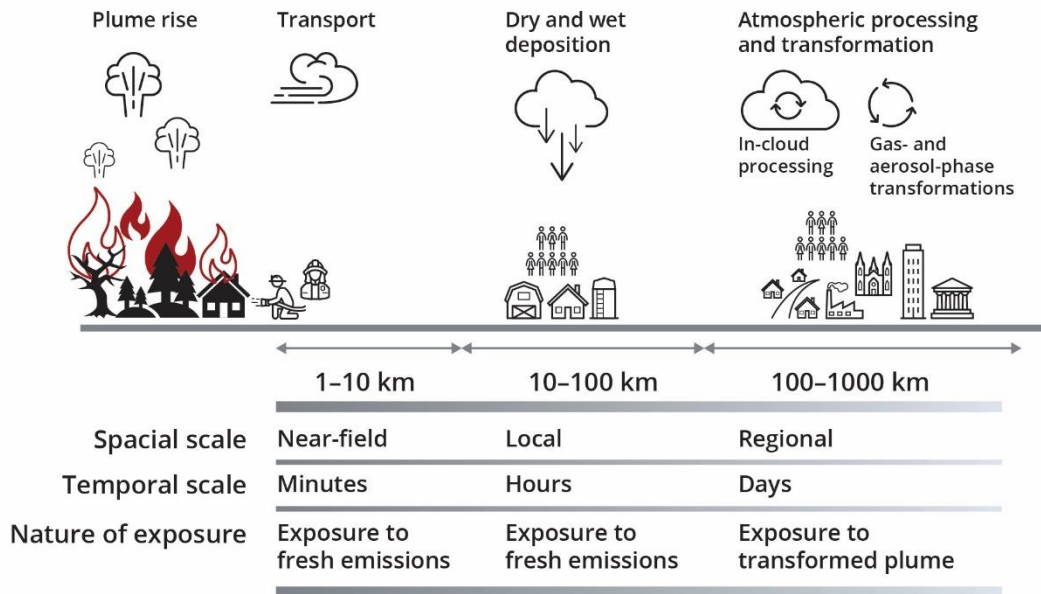 Plume rise
Transport
Dry and wet
deposition
Atmospheric processing
and transformation
In-cloud
processing
Gas- and
aerosol-phase
transformations
1–10 km
10–100 km
100–1000 km
Spacial scale
Near-field
Local
Regional
Temporal scale
Minutes
Hours
Days
Nature of exposure
Exposure to
fresh emissions
Exposure to
fresh emissions
Exposure to
transformed plume